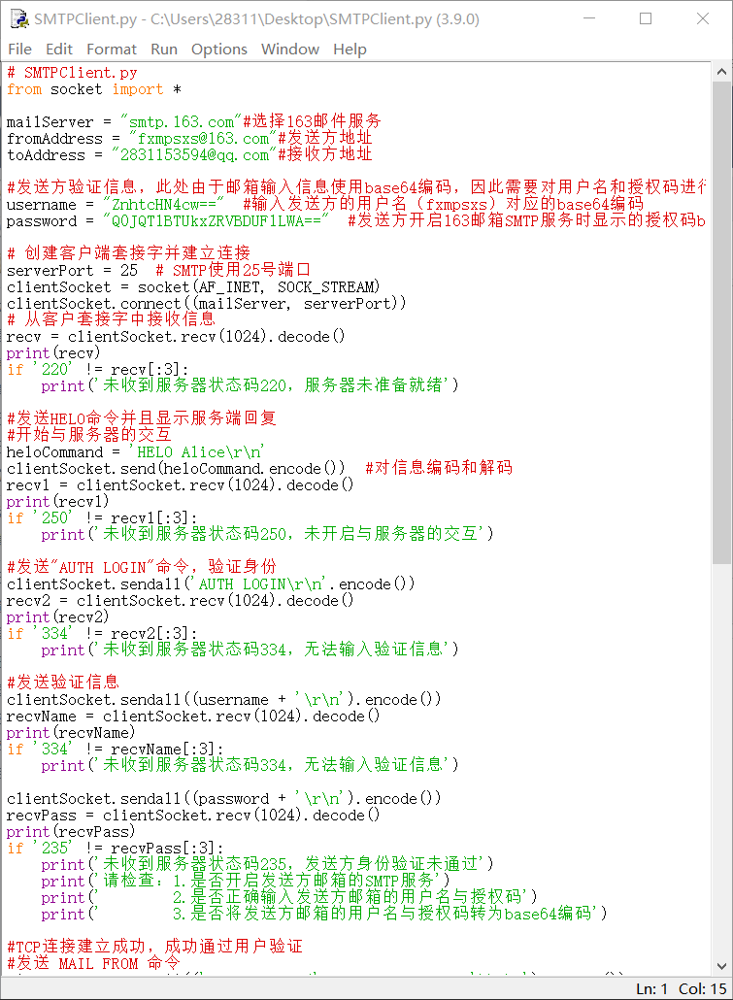 SMTPClient.py - C:\Users\28311\Desktop\SMTPClient.py (3.9.0)
File Edit Format Run Options Window Help
# SMTPClient.py
from socket import *
mailServer = "smtp.163.com"#选择163邮件服务
fromAddress = "fxmpsxs@163.com"#发送方地址
toAddress = "2831153594@qq.com"#接收方地址
#发送方验证信息，此处由于邮箱输入信息使用base64编码，因此需要对用户名和授权码进行
username = "ZnhtcHN4cw==" #输入发送方的用户名（fxmpsxs）对应的base64编码
password = "Q0JQT1BTUkxZRVBDUF1LWA==" #发送方开启163邮箱SMTP服务时显示的授权码b
# 创建客户端套接字并建立连接
serverPort = 25 # SMTP使用25号端口
clientSocket = socket(AF_INET, SOCK_STREAM)
clientSocket.connect((mailServer, serverPort))
# 从客户套接字中接收信息
recv = clientSocket.recv(1024).decode()
print(recv)
if '220' != recv[:3]:
    print('未收到服务器状态码220，服务器未准备就绪')
#发送HELO命令并且显示服务端回复
#开始与服务器的交互
heloCommand = 'HELO Alice\r\n'
clientSocket.send(heloCommand.encode()) #对信息编码和解码
recv1 = clientSocket.recv(1024).decode()
print(recv1)
if '250' != recv1[:3]:
    print('未收到服务器状态码250，未开启与服务器的交互')
#发送"AUTH LOGIN"命令，验证身份
clientSocket.sendall('AUTH LOGIN\r\n'.encode())
recv2 = clientSocket.recv(1024).decode()
print(recv2)
if '334' != recv2[:3]:
    print('未收到服务器状态码334，无法输入验证信息')
#发送验证信息
clientSocket.sendall((username + '\r\n').encode())
recvName = clientSocket.recv(1024).decode()
print(recvName)
if '334' != recvName[:3]:
    print('未收到服务器状态码334，无法输入验证信息')
clientSocket.sendall((password + '\r\n').encode())
recvPass = clientSocket.recv(1024).decode()
print(recvPass)
if '235' != recvPass[:3]:
    print('未收到服务器状态码235，发送方身份验证未通过')
    print('请检查：1.是否开启发送方邮箱的SMTP服务')
    print('        2.是否正确输入发送方邮箱的用户名与授权码')
    print('        3.是否将发送方邮箱的用户名与授权码转为base64编码')
#TCP连接建立成功，成功通过用户验证
#发送 MAIL FROM 命令
Ln: 1 Col: 15